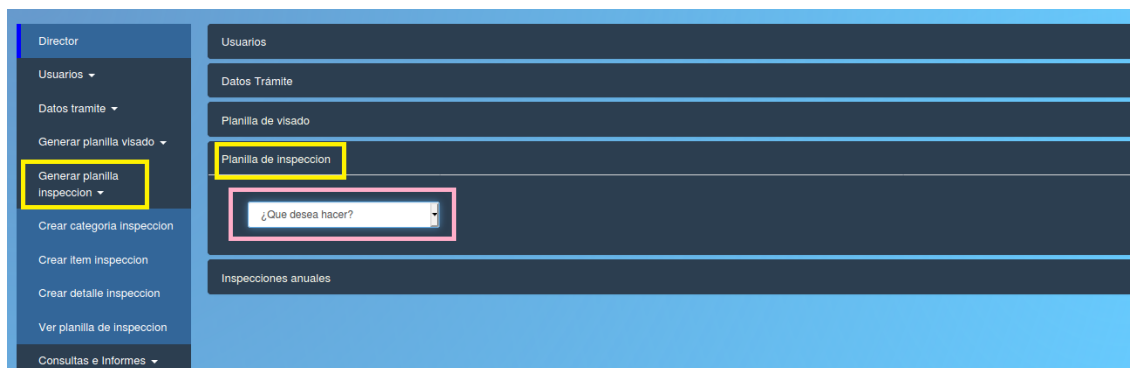 Director
Usuarios
Datos tramite
Generar planilla visado
Generar planilla
inspeccion
Crear categoria inspeccion
Crear item inspeccion
Crear detalle inspeccion
Ver planilla de inspeccion
Consultas e Informes
Usuarios
Datos Trámite
Planilla de visado
Planilla de inspeccion
¿Que desea hacer?
Inspecciones anuales